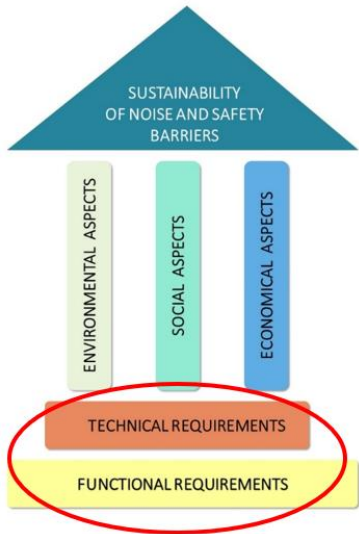 SUSTAINABILITY
OF NOISE AND SAFETY
BARRIERS
ENVIRONMENTAL ASPECTS
SOCIAL ASPECTS
ECONOMICAL ASPECTS
TECHNICAL REQUIREMENTS
FUNCTIONAL REQUIREMENTS